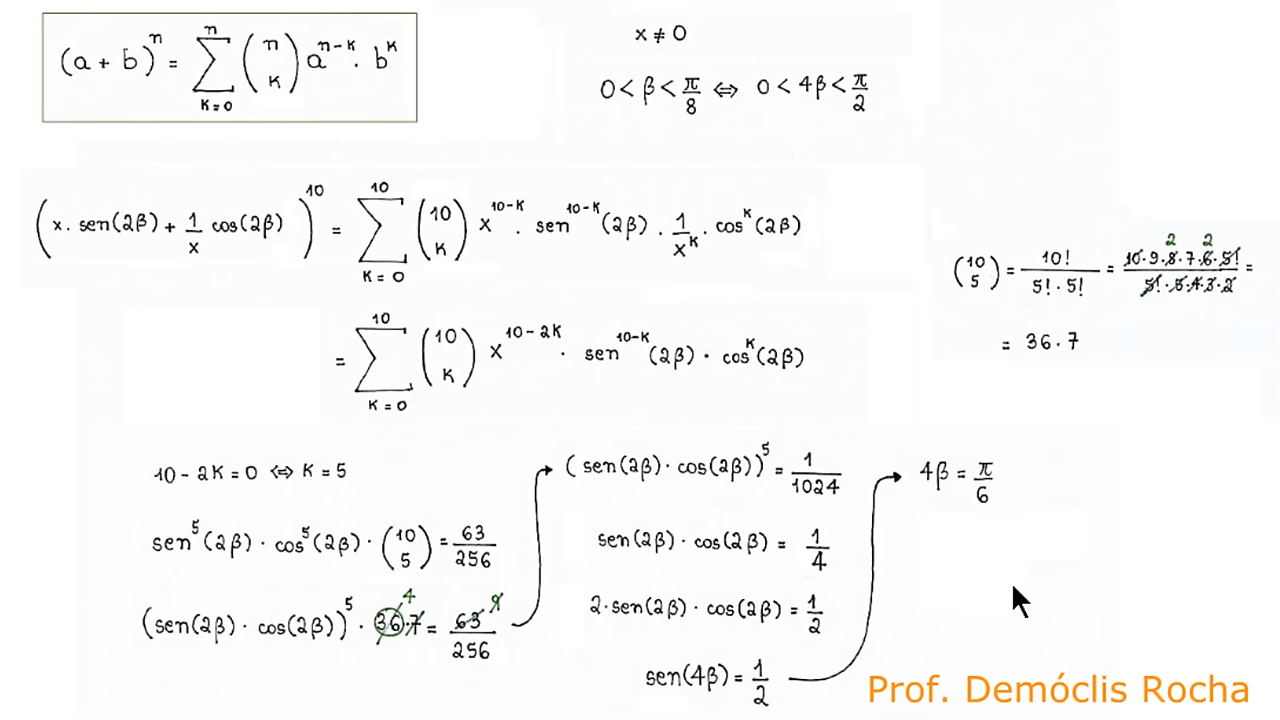 (a + b)^n = ∑_{K=0}^{n} (n K) a^{n-K} · b^K
x ≠ 0
0 < β < π/8 ⇔ 0 < 4β < π/2
(x · sen(2β) + 1/x cos(2β))^10 = ∑_{K=0}^{10} (10 K) x^{10-K} · sen^{10-K}(2β) · 1/x^K · cos^K(2β)
= ∑_{K=0}^{10} (10 K) x^{10-2K} · sen^{10-K}(2β) · cos^K(2β)
(10 5) = 10!/(5! · 5!) = (10·9·8·7·6·5!)/(5!·5·4·3·2) =
2 2
= 36·7
10 - 2K = 0 ⇔ K = 5
sen^5(2β) · cos^5(2β) · (10 5) = 63/256
(sen(2β) · cos(2β))^5 · 36·7 = 63/256
4 9
(sen(2β) · cos(2β))^5 = 1/1024
sen(2β) · cos(2β) = 1/4
2·sen(2β) · cos(2β) = 1/2
sen(4β) = 1/2
4β = π/6
Prof. Demóclis Rocha